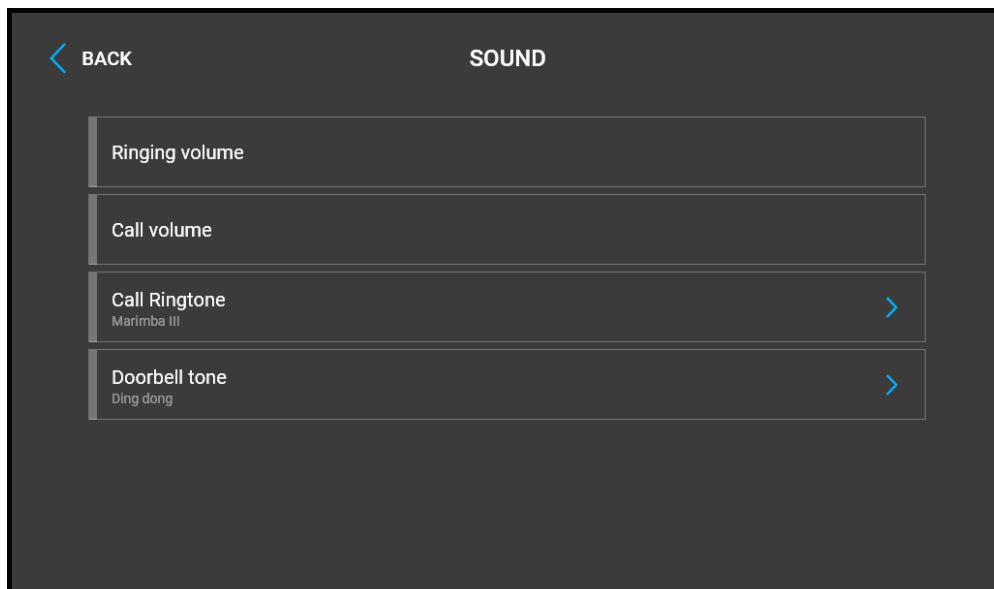 BACK
SOUND
Ringing volume
Call volume
Call Ringtone
Marimba III
Doorbell tone
Ding dong